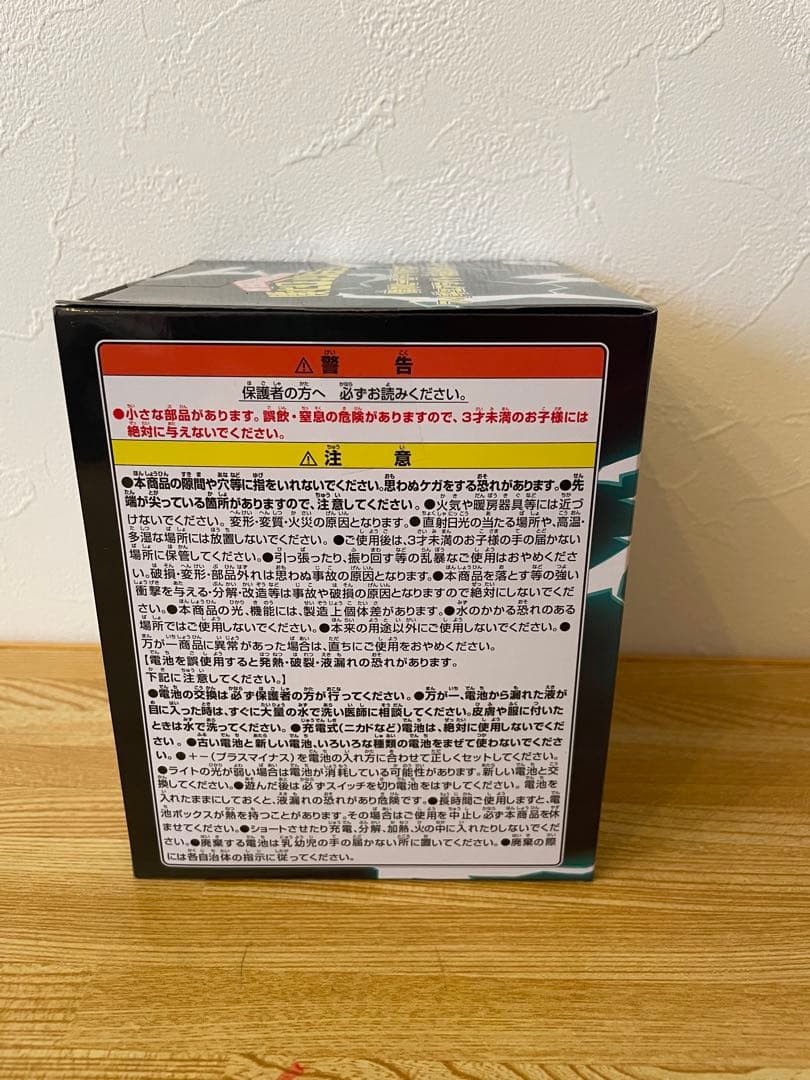 ⚠警告
保護者の方へ 必ずお読みください。
●小さな部品があります。誤飲・窒息の危険がありますので、3才未満のお子様には
絶対に与えないでください。
⚠注意
●本商品の隙間や穴等に指をいれないでください。思わぬケガをする恐れがあります。●先
端が尖っている箇所がありますので、注意してください。●火気や暖房器具等には近づ
けないでください。変形・変質・火災の原因となります。●直射日光の当たる場所や、高温・
多湿な場所には放置しないでください。●ご使用後は、3才未満のお子様の手の届かない
場所に保管してください。●引っ張ったり、振り回す等の乱暴なご使用はおやめくださ
い。破損・変形・部品外れは思わぬ事故の原因となります。●本商品を落とす等の強い
衝撃を与える・分解・改造等は事故や破損の原因となりますので絶対にしないでくだ
さい。●本商品の光、機能には、製造上個体差があります。●水のかかる恐れのある
場所ではご使用しないでください。●本来の用途以外にご使用しないでください。●
万が一商品に異常があった場合は、直ちにご使用をおやめください。
【電池を誤使用すると発熱・破裂・液漏れの恐れがあります。
下記に注意してください。】
●電池の交換は必ず保護者の方が行ってください。●万が一、電池から漏れた液が
目に入った時は、すぐに大量の水で洗い医師に相談してください。皮膚や服に付いた
ときは水で洗ってください。●充電式(ニカドなど)電池は、絶対に使用しないでくだ
さい。●古い電池と新しい電池、いろいろな種類の電池をまぜて使わないでくださ
い。●+-(プラスマイナス)を電池の入れ方に合わせて正しくセットしてください。
●ライトの光が弱い場合は電池が消耗している可能性があります。新しい電池と交
換してください。●遊んだ後は必ずスイッチを切り電池をはずしてください。電池を
入れたままにしておくと、液漏れの恐れがあり危険です。●長時間ご使用しますと、電
池ボックスが熱を持つことがあります。その場合はご使用を中止し必ず本商品を休
ませてください。●ショートさせたり充電、分解、加熱、火の中に入れたりしないでくだ
さい。●廃棄する電池は乳幼児の手の届かない所に置いてください。●廃棄の際
には各自治体の指示に従ってください。